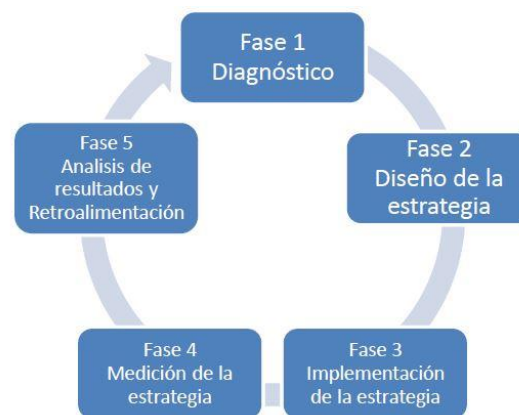 Fase 1
Diagnóstico
Fase 2
Diseño de la
estrategia
Fase 3
Implementación
de la estrategia
Fase 4
Medición de la
estrategia
Fase 5
Analisis de
resultados y
Retroalimentación